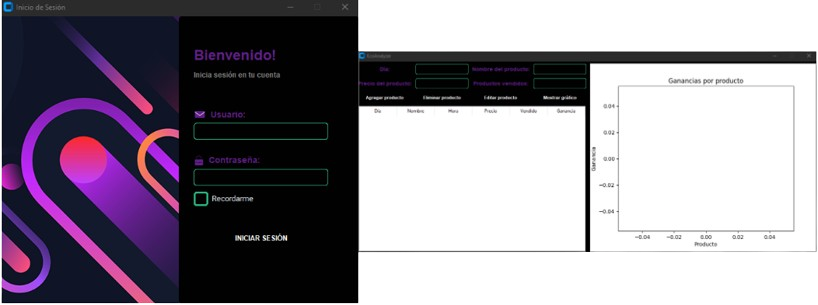 Inicio de Sesión
Bienvenido!
Inicia sesión en tu cuenta
Usuario:
Contraseña:
Recordarme
INICIAR SESIÓN
Día: Nombre del producto
Precio del producto: Productos vendidos:
Agregar producto Eliminar producto Editar producto Mostrar gráfico
Día Nombre Hora Precio Vendido Ganancia
Ganancias por producto
Ganancia
0.04
0.02
0.00
−0.02
−0.04
−0.04 −0.02 0.00 0.02 0.04
Producto